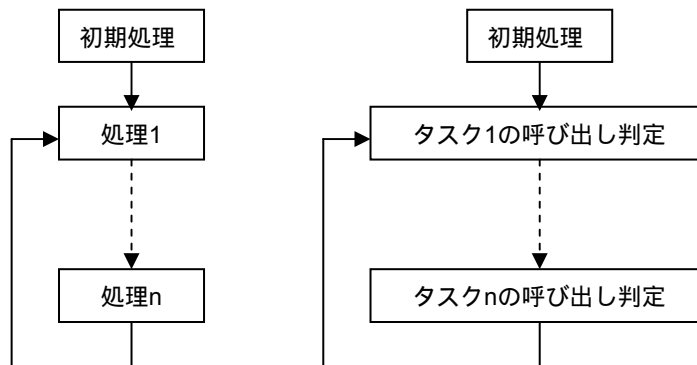 初期処理
処理1
処理n
初期処理
タスク1の呼び出し判定
タスクnの呼び出し判定